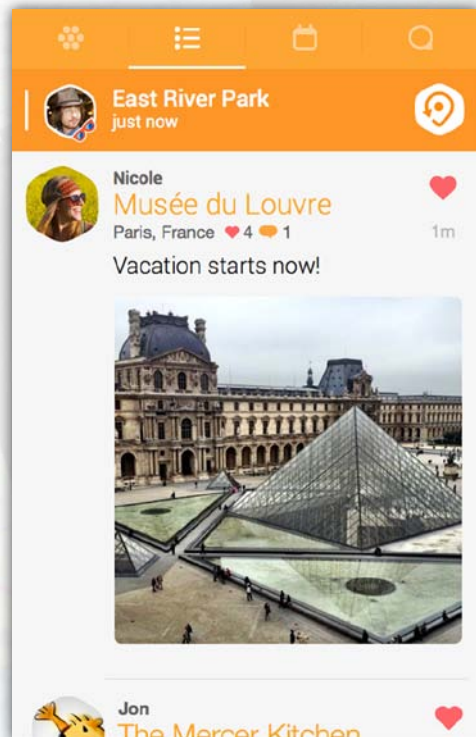 East River Park
just now
Nicole
Musée du Louvre
Paris, France 4 1
1m
Vacation starts now!
Jon
The Mercer Kitchen